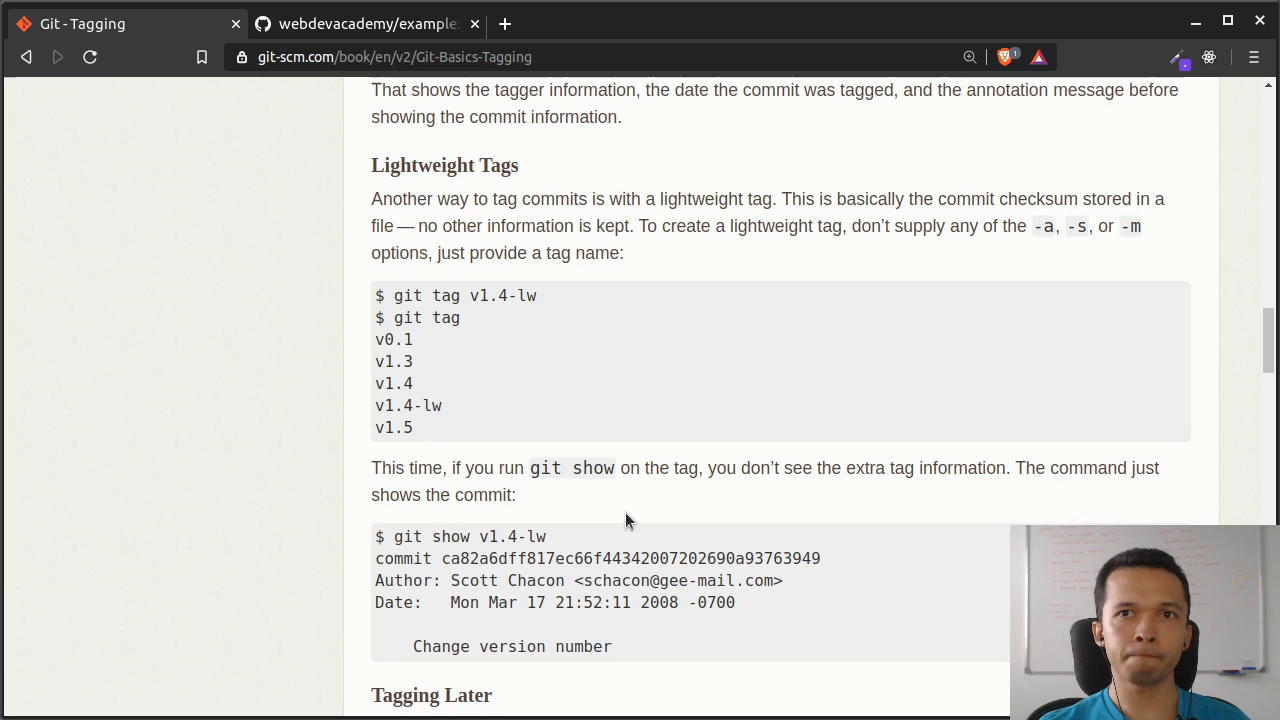 Git - Tagging
webdevacademy/example
git-scm.com/book/en/v2/Git-Basics-Tagging
1
That shows the tagger information, the date the commit was tagged, and the annotation message before
showing the commit information.
Lightweight Tags
Another way to tag commits is with a lightweight tag. This is basically the commit checksum stored in a
file — no other information is kept. To create a lightweight tag, don’t supply any of the -a, -s, or -m
options, just provide a tag name:
$ git tag v1.4-lw
$ git tag
v0.1
v1.3
v1.4
v1.4-lw
v1.5
This time, if you run git show on the tag, you don’t see the extra tag information. The command just
shows the commit:
$ git show v1.4-lw
commit ca82a6dff817ec66f44342007202690a93763949
Author: Scott Chacon <schacon@gee-mail.com>
Date:   Mon Mar 17 21:52:11 2008 -0700
Change version number
Tagging Later